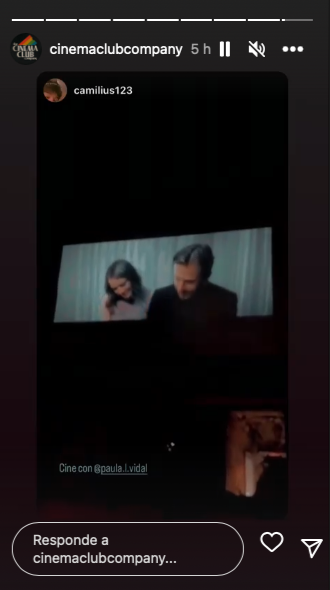 CINEMA
CLUB
cinemaclubcompany 5 h
camilius123
Cine con @paula.l.vidal
Responde a
cinemaclubcompany...